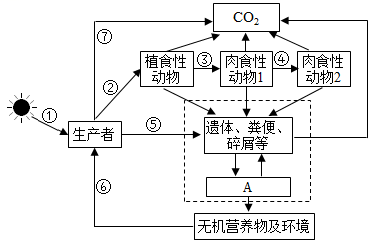 CO₂
⑦
植食性
动物
③
肉食性
动物1
④
肉食性
动物2
②
①
生产者
⑤
遗体、粪便、
碎屑等
A
⑥
无机营养物及环境